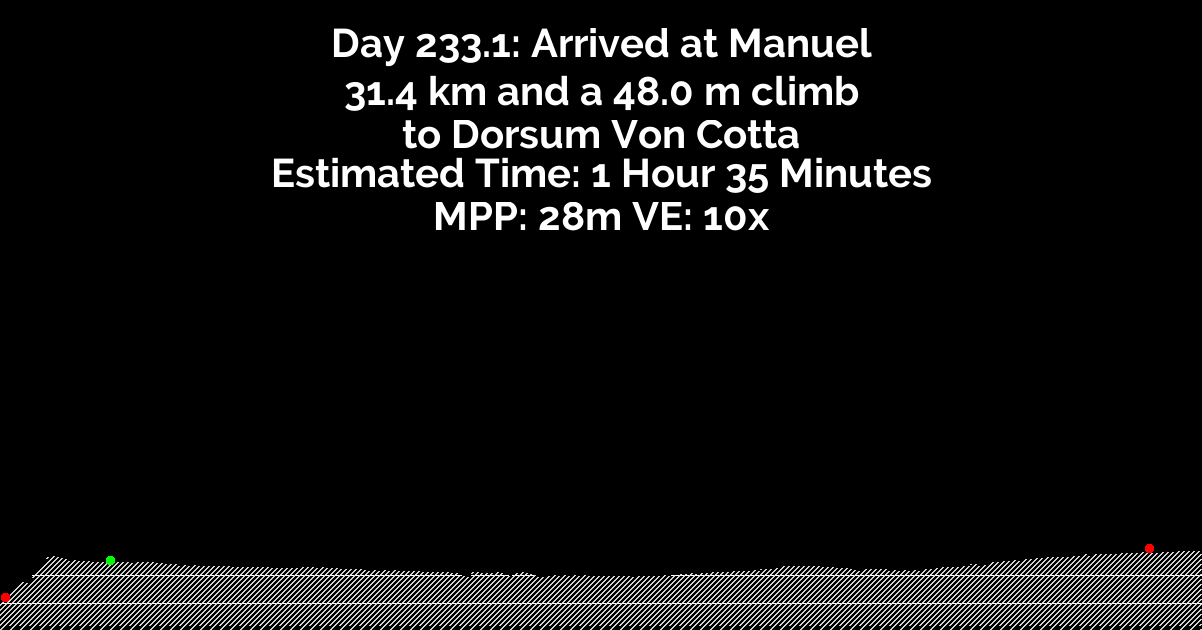 Day 233.1: Arrived at Manuel
31.4 km and a 48.0 m climb
to Dorsum Von Cotta
Estimated Time: 1 Hour 35 Minutes
MPP: 28m VE: 10x